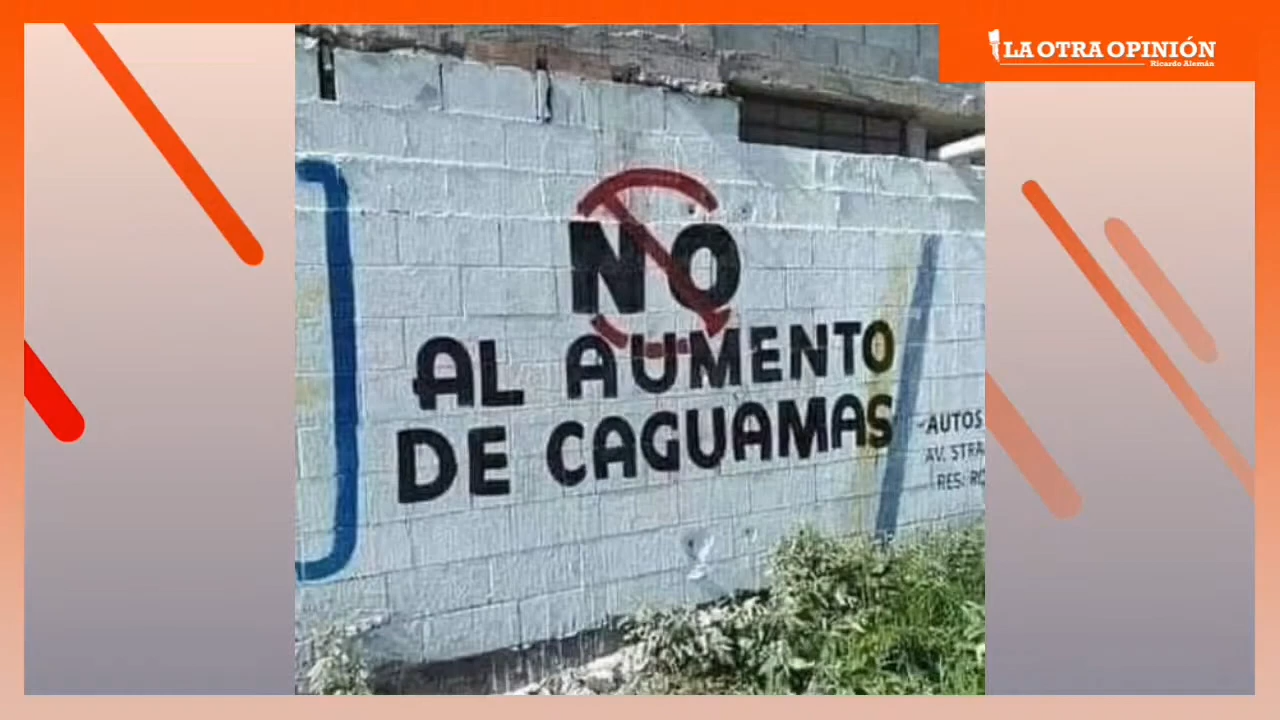 LA OTRA OPINIÓN
Ricardo Alemán
NO
AL AUMENTO
DE CAGUAMAS
AUTOS
AV. STRA
RES: RO